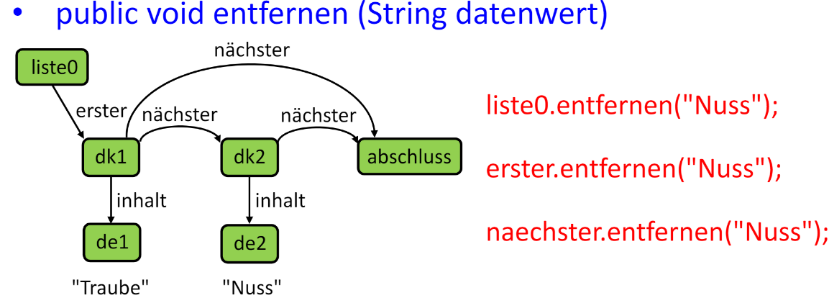 • public void entfernen (String datenwert)
nächster
liste0
erster
nächster
nächster
liste0.entfernen("Nuss");
dk1
dk2
abschluss
erster.entfernen("Nuss");
inhalt
inhalt
de1
de2
naechster.entfernen("Nuss");
"Traube"
"Nuss"